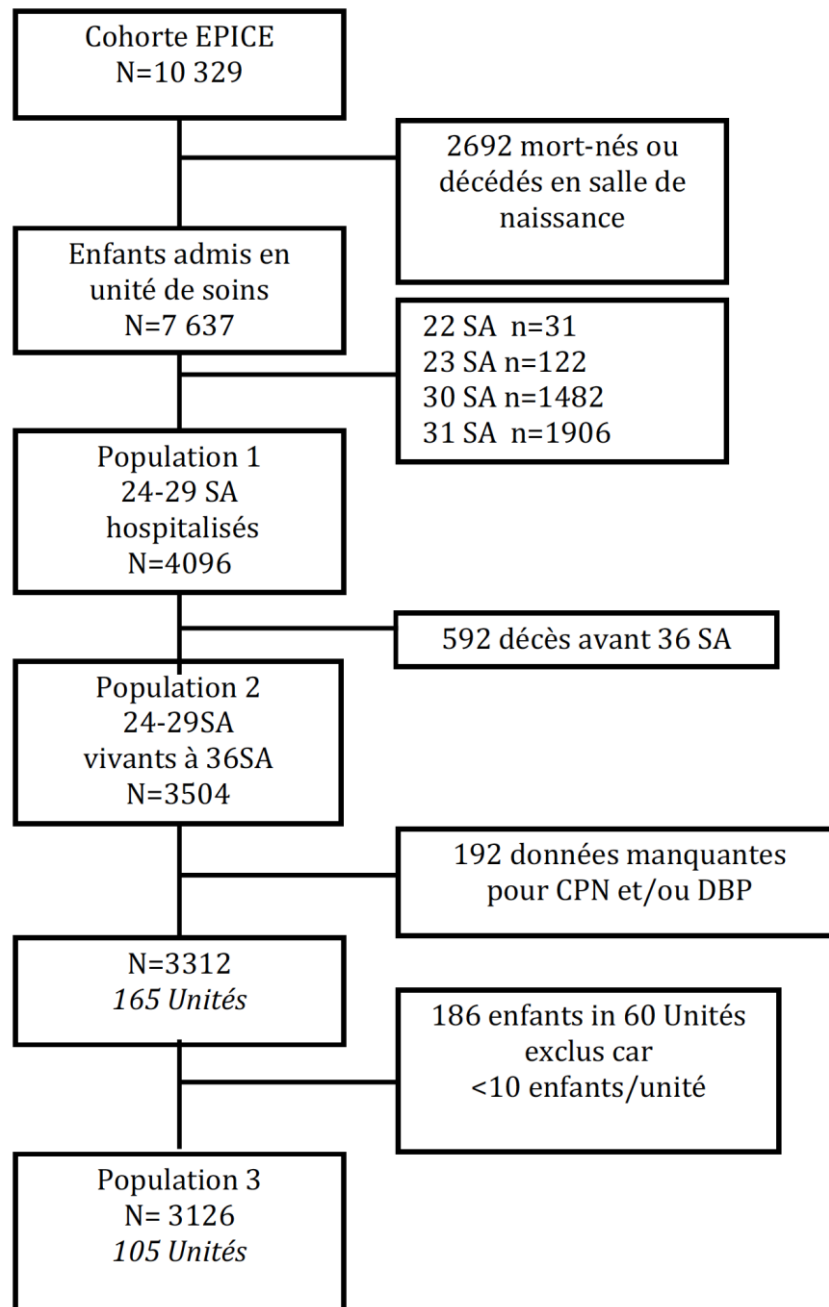 Cohorte EPICE
N=10 329
2692 mort-nés ou
décédés en salle de
naissance
Enfants admis en
unité de soins
N=7 637
22 SA  n=31
23 SA n=122
30 SA n=1482
31 SA  n=1906
Population 1
24-29 SA
hospitalisés
N=4096
592 décès avant 36 SA
Population 2
24-29SA
vivants à 36SA
N=3504
192 données manquantes
pour CPN et/ou DBP
N=3312
165 Unités
186 enfants in 60 Unités
exclus car
<10 enfants/unité
Population 3
N= 3126
105 Unités